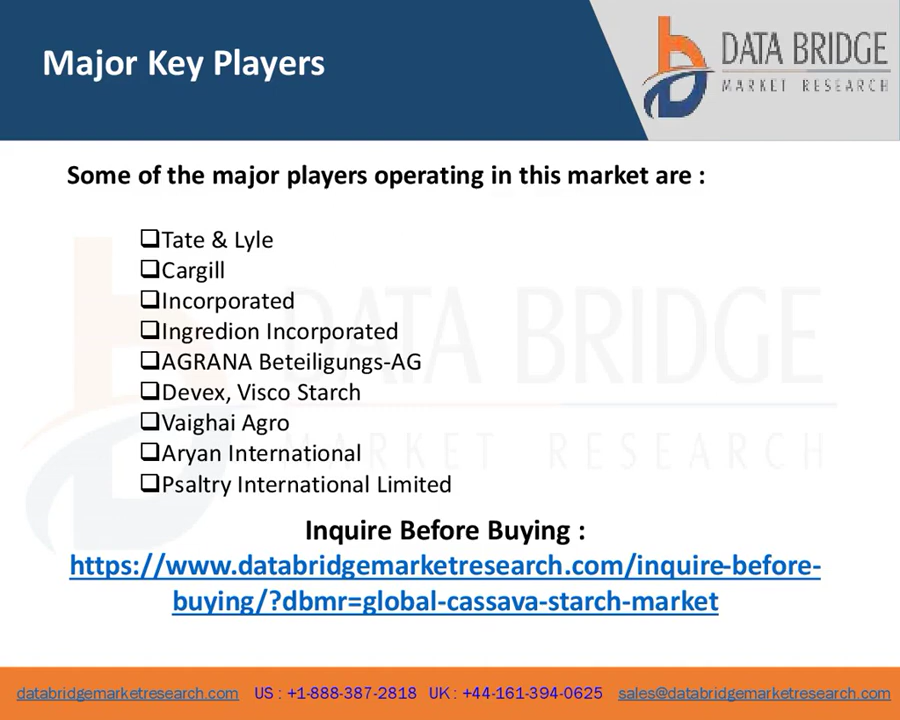 Major Key Players
DATA BRIDGE
MARKET RESEARCH
Some of the major players operating in this market are :
❑Tate & Lyle
❑Cargill
❑Incorporated
❑Ingredion Incorporated
❑AGRANA Beteiligungs-AG
❑Devex, Visco Starch
❑Vaighai Agro
❑Aryan International
❑Psaltry International Limited
DATA BRIDGE
MARKET RESEARCH
Inquire Before Buying :
https://www.databridgemarketresearch.com/inquire-before-
buying/?dbmr=global-cassava-starch-market
databridgemarketresearch.com US : +1-888-387-2818 UK : +44-161-394-0625 sales@databridgemarketresearch.com